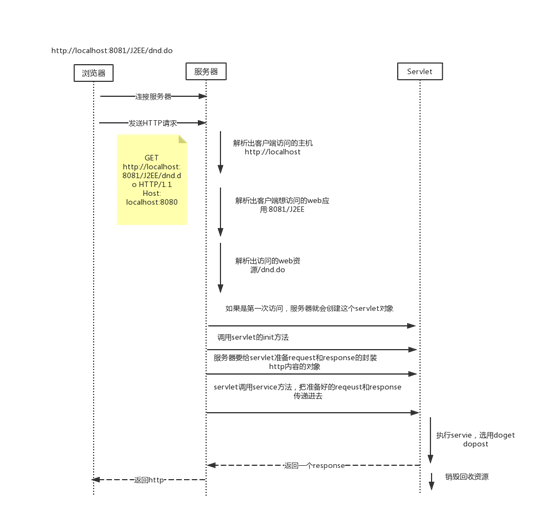 http://localhost:8081/J2EE/dnd.do
浏览器
服务器
Servlet
连接服务器
发送HTTP请求
GET
http://localhost:
8081/J2EE/dnd.d
o HTTP/1.1
Host:
localhost:8080
解析出客户端访问的主机
http://localhost
解析出客户端想访问的web应
用:8081/J2EE
解析出访问的web资
源/dnd.do
如果是第一次访问，服务器就会创建这个servlet对象
调用servlet的init方法
服务器要给servlet准备request和response的封装
http内容的对象
servlet调用service方法，把准备好的reqeust和response
传递进去
执行servie，选用doget
dopost
返回一个response
销毁回收资源
返回http